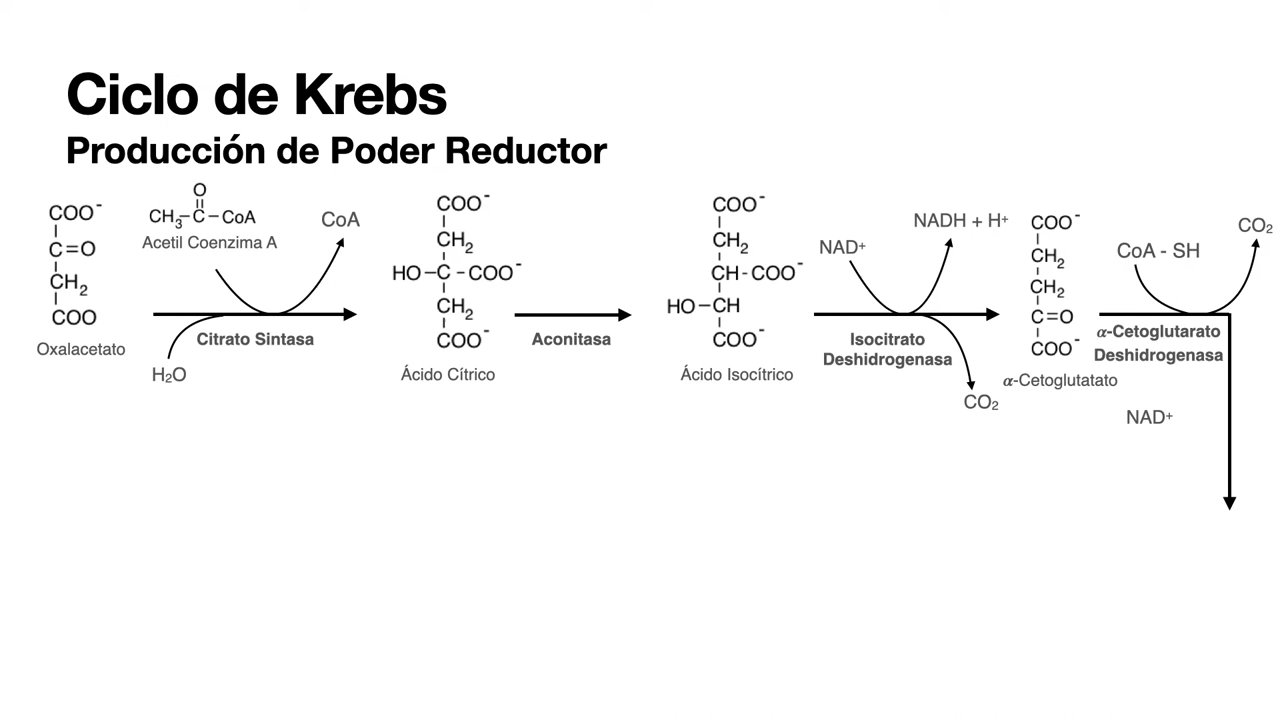 Ciclo de Krebs
Producción de Poder Reductor
COO⁻
C=O
CH₂
COO
Oxalacetato
O
CH₃-C-CoA
Acetil Coenzima A
CoA
Citrato Sintasa
H₂O
COO⁻
CH₂
HO-C-COO⁻
CH₂
COO⁻
Ácido Cítrico
Aconitasa
COO⁻
CH₂
CH-COO⁻
HO-CH
COO⁻
Ácido Isocítrico
NAD⁺
NADH + H⁺
Isocitrato
Deshidrogenasa
CO₂
COO⁻
CH₂
CH₂
C=O
COO⁻
α-Cetoglutatato
CoA - SH
CO₂
α-Cetoglutarato
Deshidrogenasa
NAD⁺